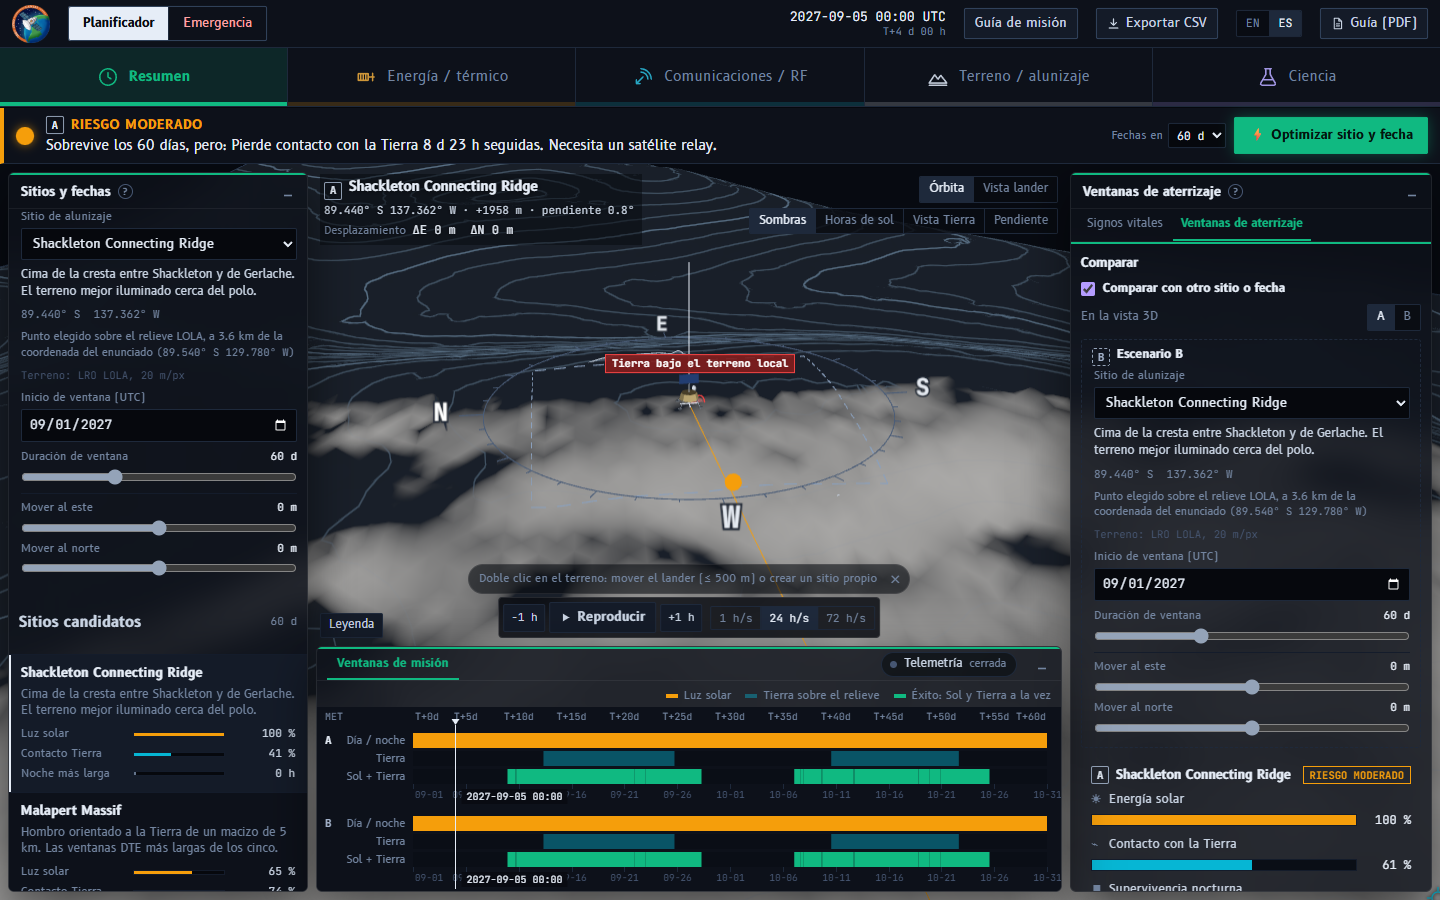 Planificador
Emergencia
2027-09-05 00:00 UTC
T+4 d 00 h
Guía de misión
Exportar CSV
EN
ES
Guía [PDF]
Resumen
Energía / térmico
Comunicaciones / RF
Terreno / alunizaje
Ciencia
A RIESGO MODERADO
Sobrevive los 60 días, pero: Pierde contacto con la Tierra 8 d 23 h seguidas. Necesita un satélite relay.
Fechas en
60 d
Optimizar sitio y fecha
Sitios y fechas ?
Sitio de alunizaje
Shackleton Connecting Ridge
Cima de la cresta entre Shackleton y de Gerlache.
El terreno mejor iluminado cerca del polo.
89.440° S 137.362° W
Punto elegido sobre el relieve LOLA, a 3.6 km de la
coordenada del enunciado (89.540° S 129.780° W)
Terreno: LRO LOLA, 20 m/px
Inicio de ventana [UTC]
09/01/2027
Duración de ventana 60 d
Mover al este 0 m
Mover al norte 0 m
Sitios candidatos 60 d
Shackleton Connecting Ridge
Cima de la cresta entre Shackleton y de Gerlache.
El terreno mejor iluminado cerca del polo.
Luz solar 100 %
Contacto Tierra 41 %
Noche más larga 0 h
Malapert Massif
Hombro orientado a la Tierra de un macizo de 5
km. Las ventanas DTE más largas de los cinco.
Luz solar 65 %
Contacto Tierra 74 %
A Shackleton Connecting Ridge
89.440° S 137.362° W · +1958 m · pendiente 0.8°
Desplazamiento ΔE 0 m ΔN 0 m
Órbita
Vista lander
Sombras
Horas de sol
Vista Tierra
Pendiente
E
Tierra bajo el terreno local
N
S
W
Doble clic en el terreno: mover el lander [≤ 500 m] o crear un sitio propio ×
Leyenda
-1 h
Reproducir
+1 h
1 h/s
24 h/s
72 h/s
Ventanas de misión
Telemetría cerrada
Luz solar
Tierra sobre el relieve
Éxito: Sol y Tierra a la vez
MET T+0d T+5d T+10d T+15d T+20d T+25d T+30d T+35d T+40d T+45d T+50d T+55d T+60d
A Día / noche
Tierra
Sol + Tierra
09-01 2027-09-05 00:00 09-21 09-26 10-01 10-06 10-11 10-16 10-21 10-26 10-31
B Día / noche
Tierra
Sol + Tierra
09-01 2027-09-05 00:00 09-21 09-26 10-01 10-06 10-11 10-16 10-21 10-26 10-31
Ventanas de aterrizaje ?
Signos vitales
Ventanas de aterrizaje
Comparar
Comparar con otro sitio o fecha
En la vista 3D
A
B
B Escenario B
Sitio de alunizaje
Shackleton Connecting Ridge
Cima de la cresta entre Shackleton y de Gerlache. El
terreno mejor iluminado cerca del polo.
89.440° S 137.362° W
Punto elegido sobre el relieve LOLA, a 3.6 km de la
coordenada del enunciado (89.540° S 129.780° W)
Terreno: LRO LOLA, 20 m/px
Inicio de ventana [UTC]
09/01/2027
Duración de ventana 60 d
Mover al este 0 m
Mover al norte 0 m
A Shackleton Connecting Ridge RIESGO MODERADO
Energía solar
100 %
Contacto con la Tierra
61 %
Supervivencia nocturna